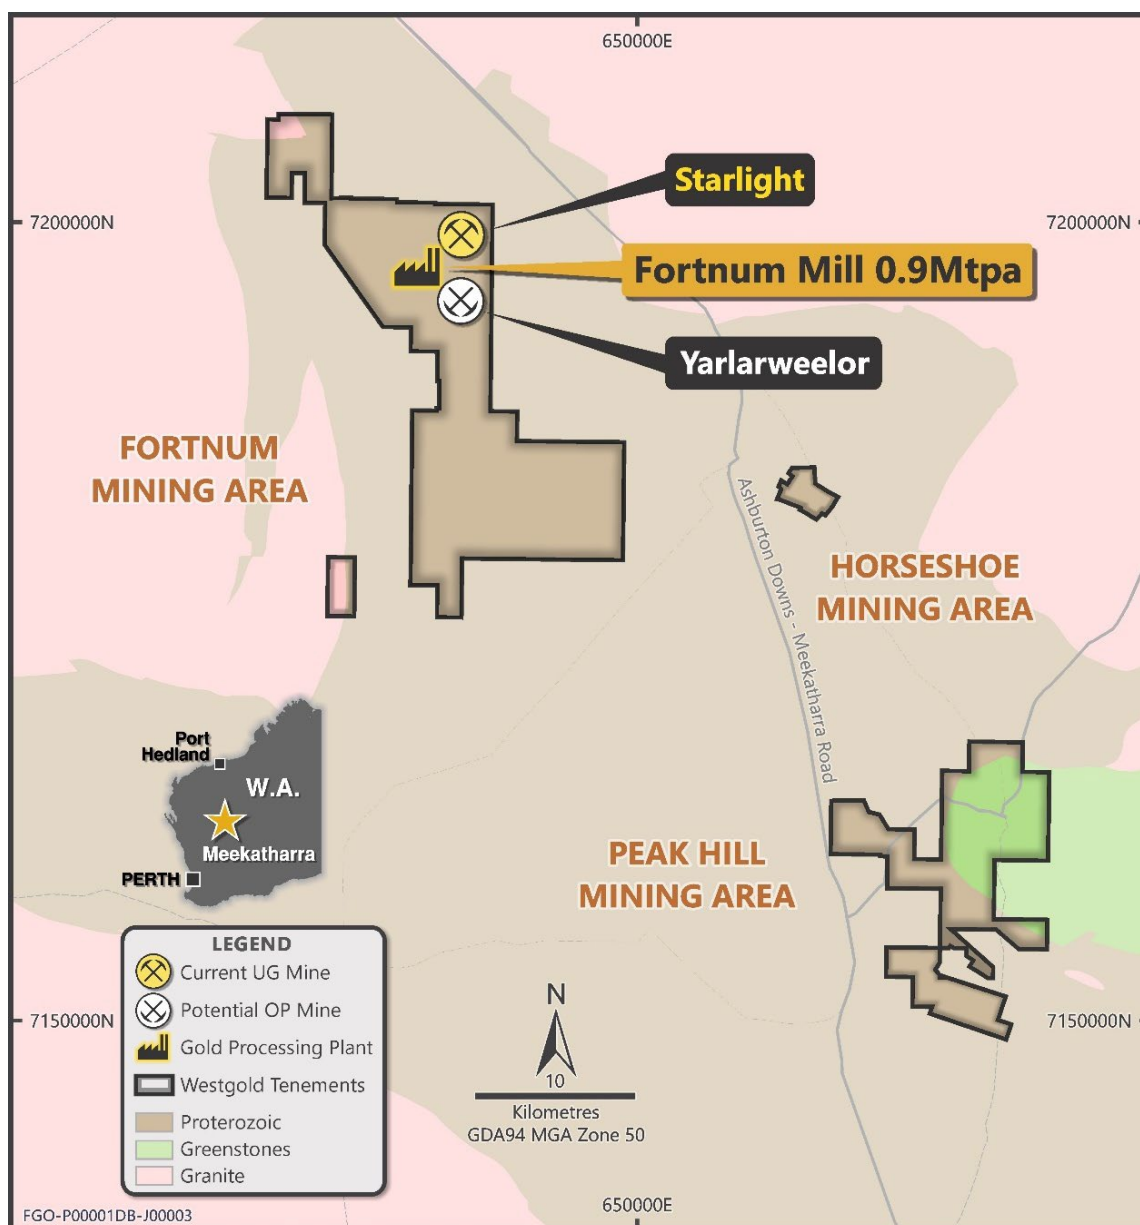 650000E
7200000N
7200000N
Starlight
Fortnum Mill 0.9Mtpa
Yarlarweelor
FORTNUM
MINING AREA
Ashburton Downs - Meekatharra Road
HORSESHOE
MINING AREA
Port
Hedland
W.A.
Meekatharra
PERTH
PEAK HILL
MINING AREA
LEGEND
Current UG Mine
Potential OP Mine
Gold Processing Plant
Westgold Tenements
Proterozoic
Greenstones
Granite
N
10
Kilometres
GDA94 MGA Zone 50
7150000N
7150000N
650000E
FGO-P00001DB-J00003